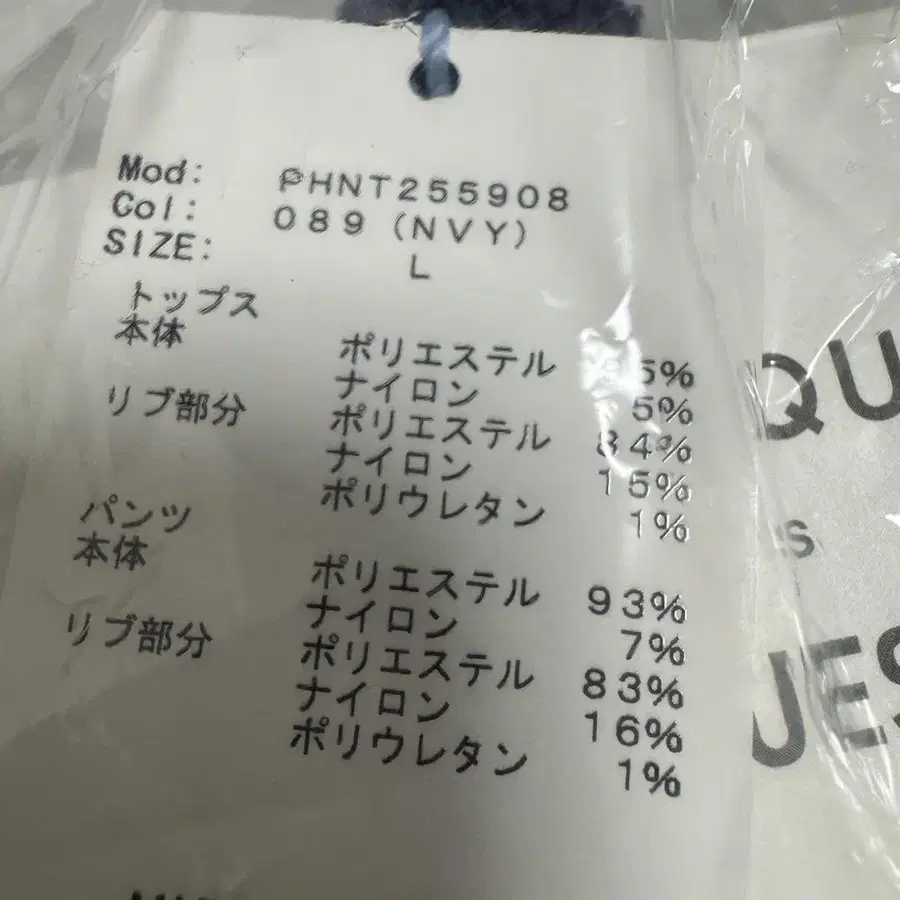 Mod: PHNT255908
Col: 089 (NVY)
SIZE: L
トップス
本体 ポリエステル 5%
ナイロン 5%
リブ部分 ポリエステル 84%
ナイロン 15%
ポリウレタン 1%
パンツ
本体 ポリエステル 93%
ナイロン 7%
リブ部分 ポリエステル 83%
ナイロン 16%
ポリウレタン 1%
QU
S
UES